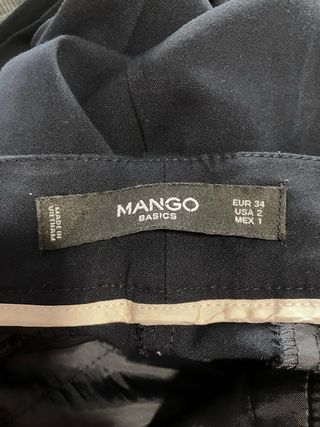 MADE IN
VIETNAM
MANGO
BASICS
EUR 34
USA 2
MEX 1